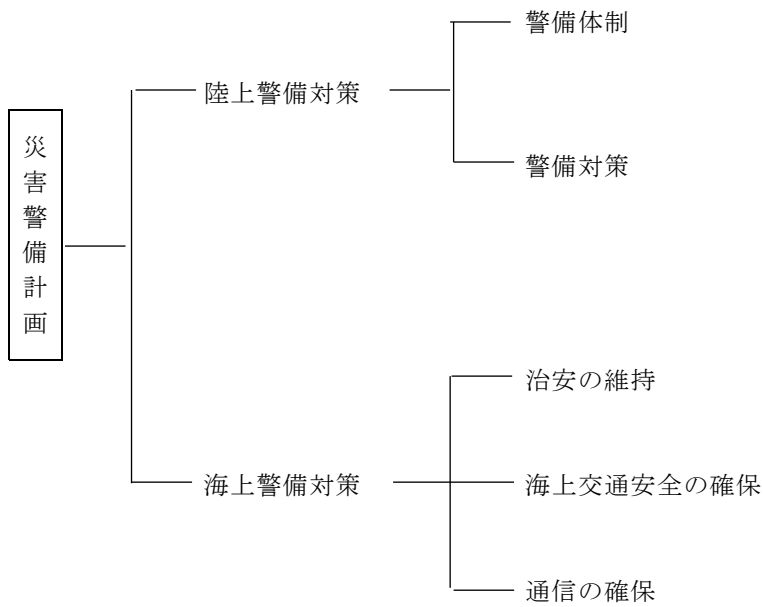 災害警備計画
陸上警備対策
警備体制
警備対策
海上警備対策
治安の維持
海上交通安全の確保
通信の確保